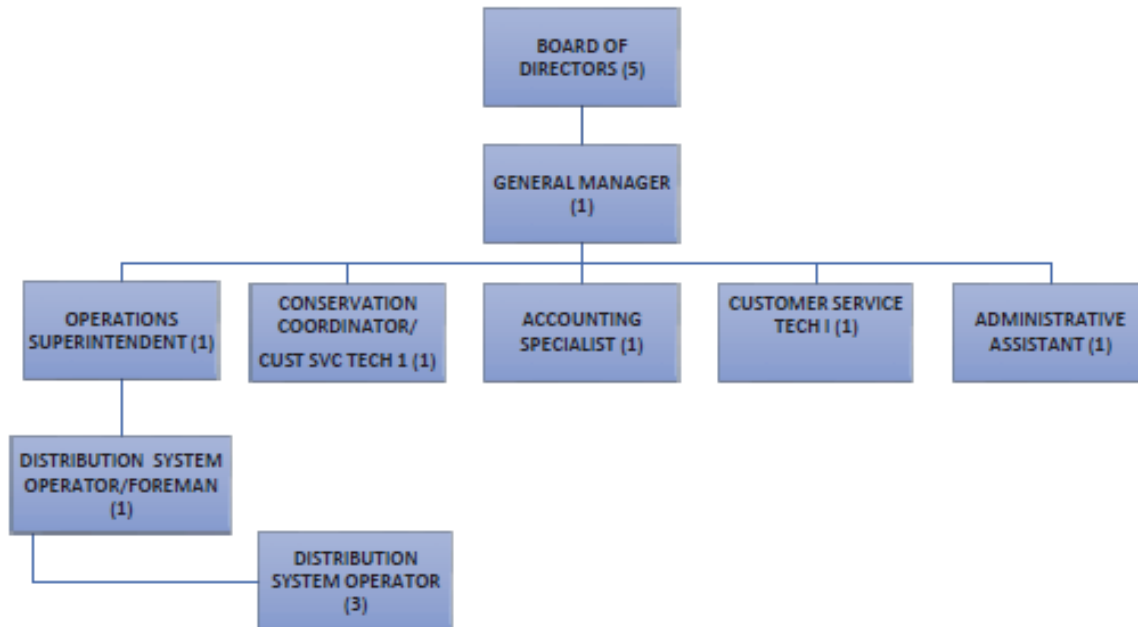 BOARD OF
DIRECTORS (5)
GENERAL MANAGER
(1)
OPERATIONS
SUPERINTENDENT (1)
CONSERVATION
COORDINATOR/
CUST SVC TECH 1 (1)
ACCOUNTING
SPECIALIST (1)
CUSTOMER SERVICE
TECH I (1)
ADMINISTRATIVE
ASSISTANT (1)
DISTRIBUTION SYSTEM
OPERATOR/FOREMAN
(1)
DISTRIBUTION
SYSTEM OPERATOR
(3)